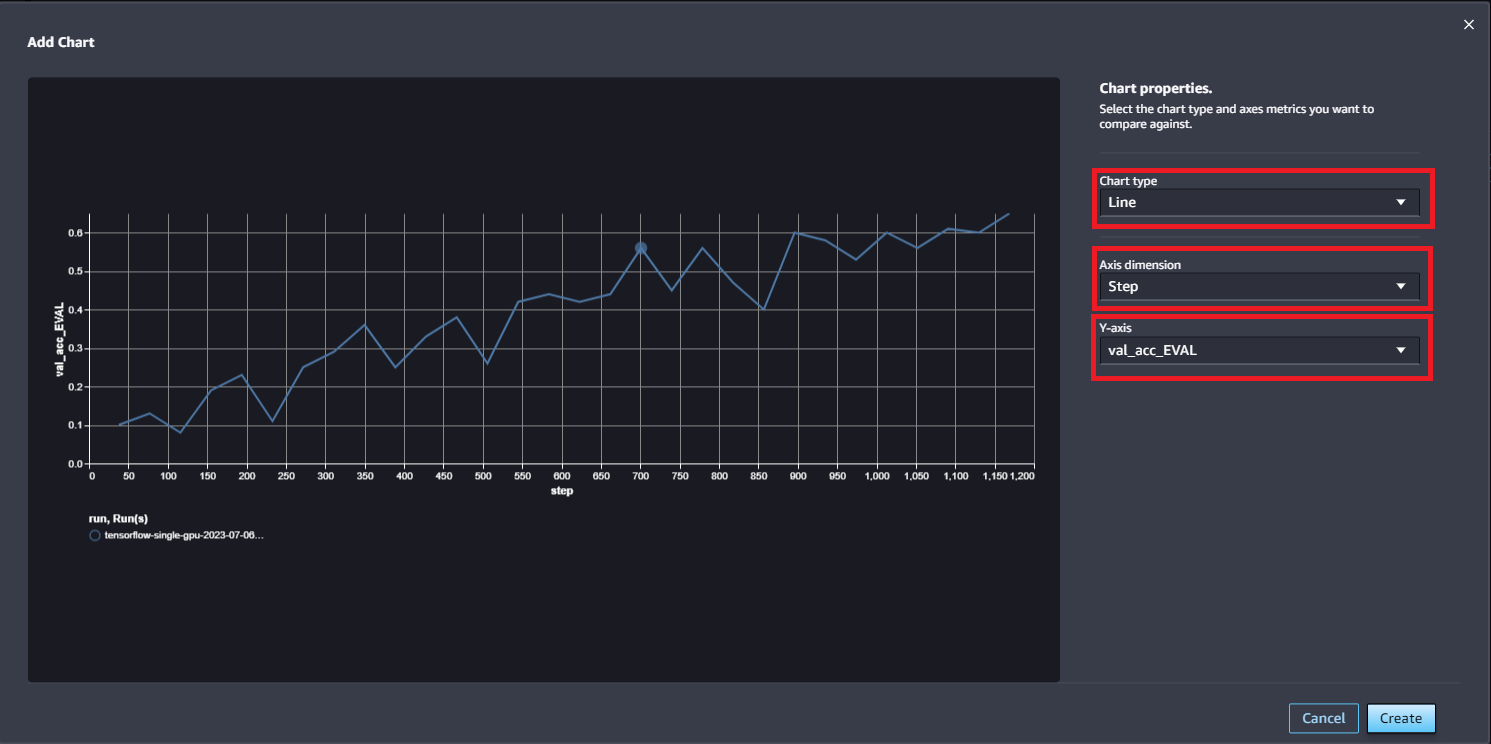 Add Chart
Chart properties.
Select the chart type and axes metrics you want to
compare against.
Chart type
Line
Axis dimension
Step
Y-axis
val_acc_EVAL
val_acc_EVAL
0.6
0.5
0.4
0.3
0.2
0.1
0.0
0 50 100 150 200 250 300 350 400 450 500 550 600 650 700 750 800 850 900 950 1,000 1,050 1,100 1,150 1,200
step
run, Run(s)
tensorflow-single-gpu-2023-07-06...
Cancel Create